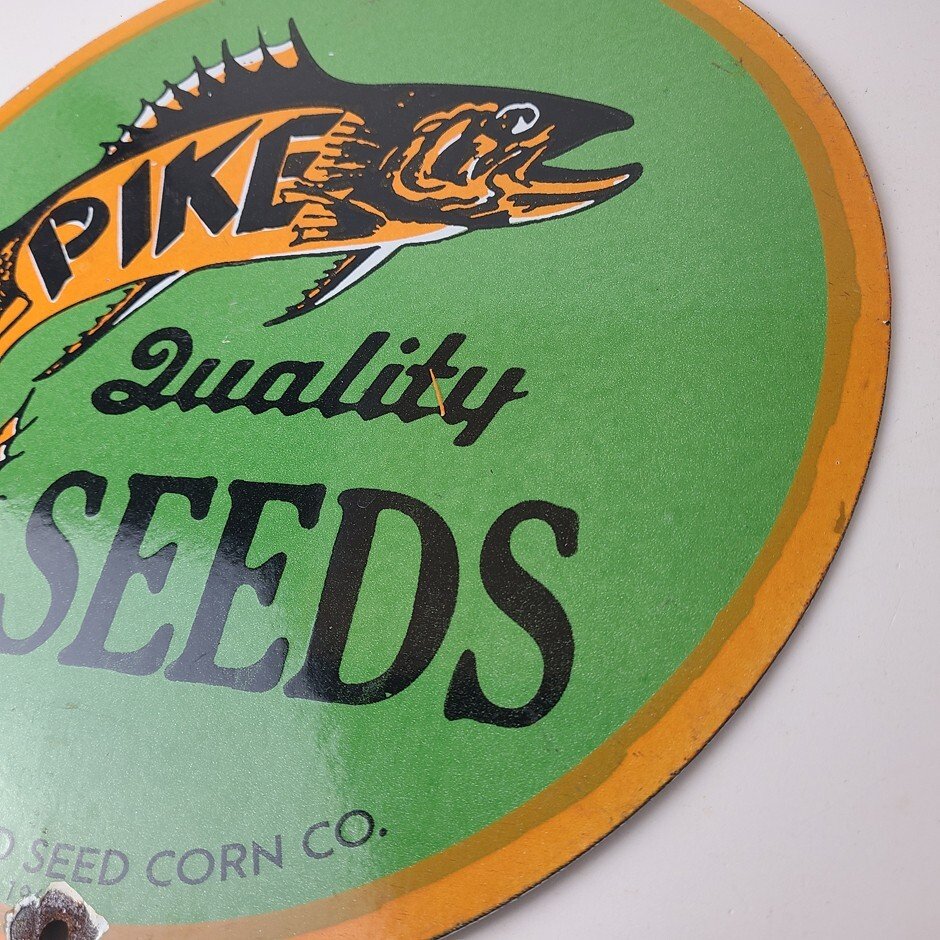 PIKE
Quality
SEEDS
SEED CORN CO.